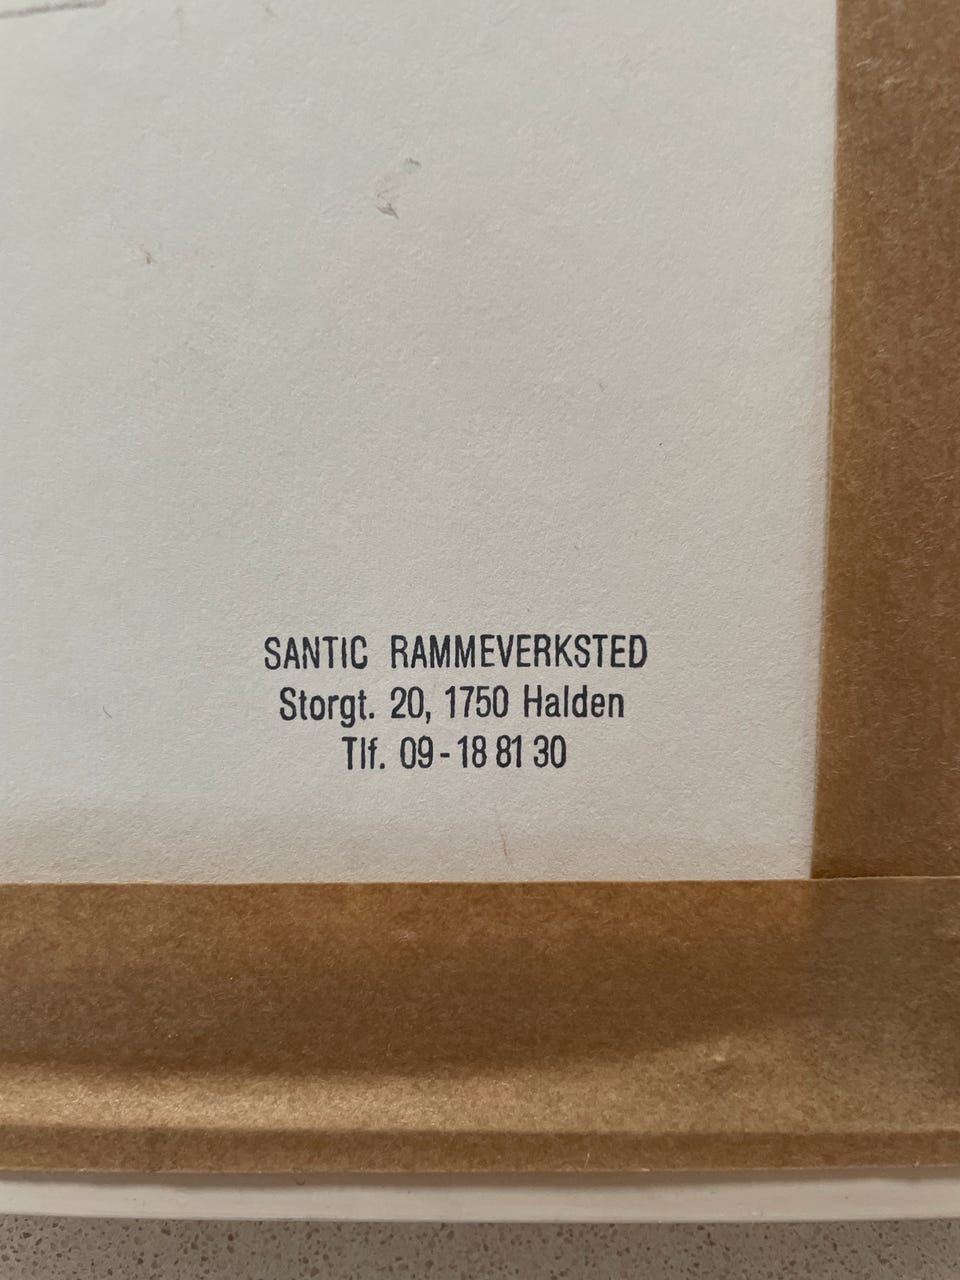 SANTIC RAMMEVERKSTED
Storgt. 20, 1750 Halden
Tlf. 09-18 81 30